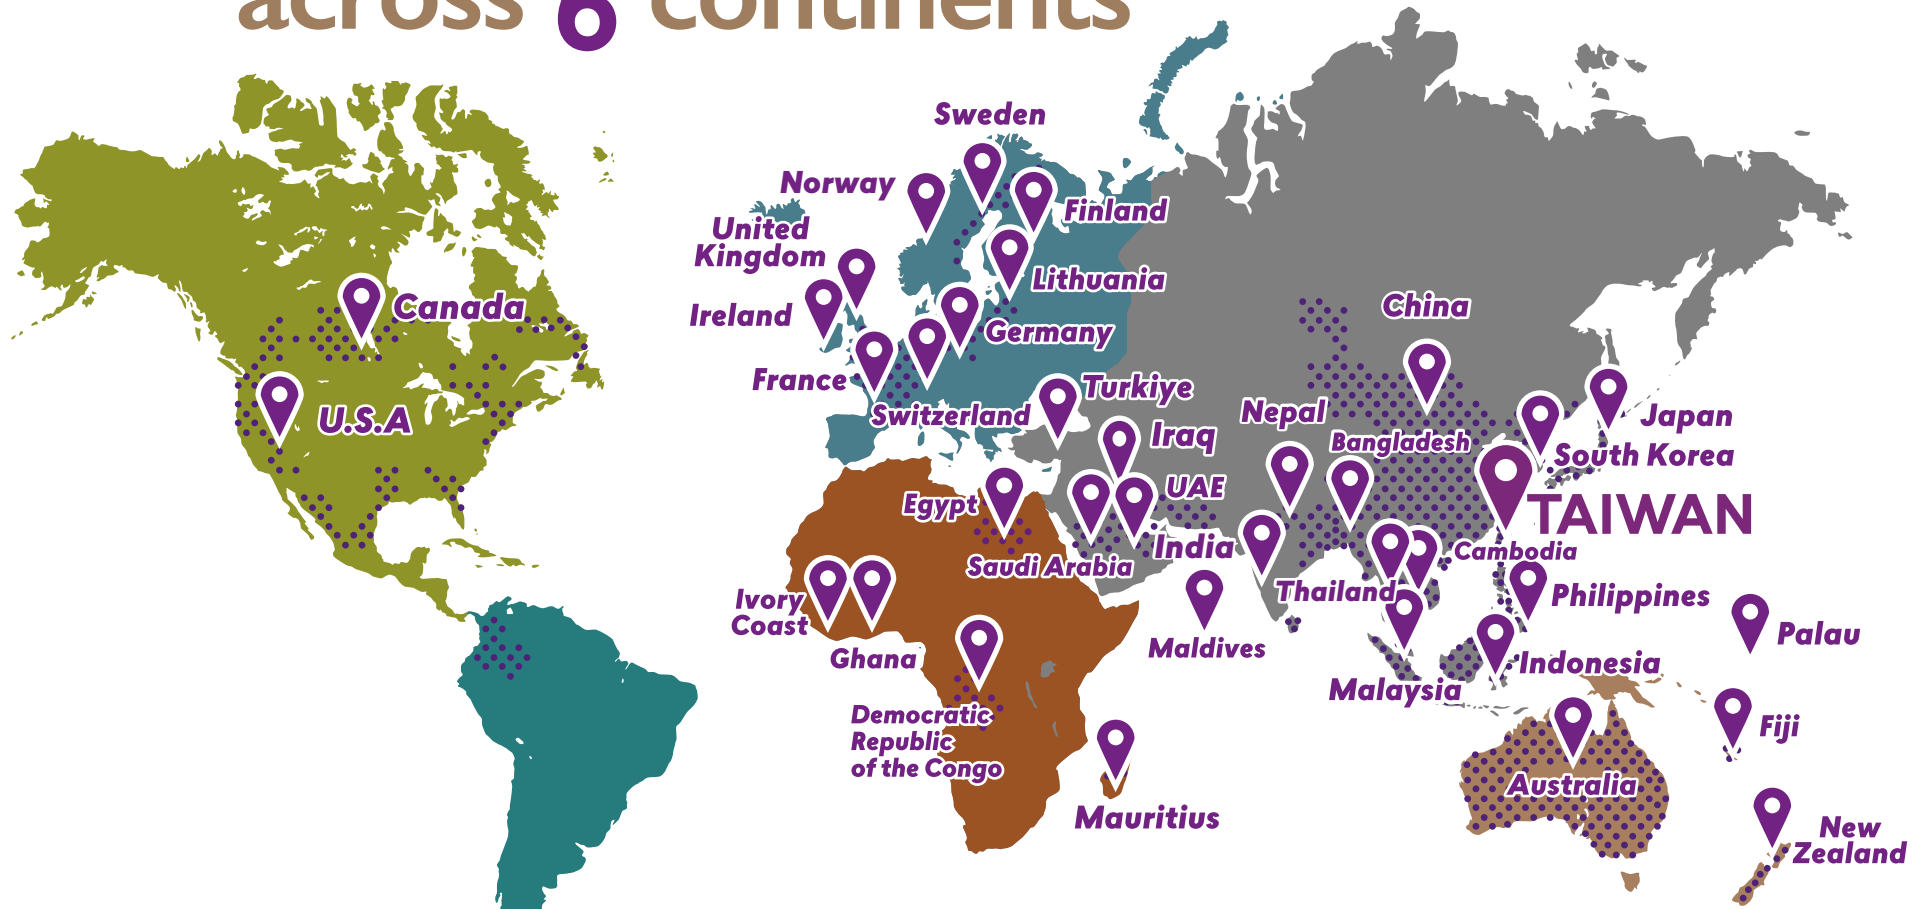 across 6 continents
Sweden
Norway
Finland
United
Kingdom
Lithuania
Ireland
Germany
France
Switzerland
Turkiye
Canada
U.S.A
China
Nepal
Iraq
Bangladesh
Japan
South Korea
UAE
Egypt
TAIWAN
India
Saudi Arabia
Cambodia
Thailand
Philippines
Ivory
Coast
Ghana
Maldives
Palau
Indonesia
Malaysia
Democratic
Republic
of the Congo
Fiji
Australia
Mauritius
New
Zealand